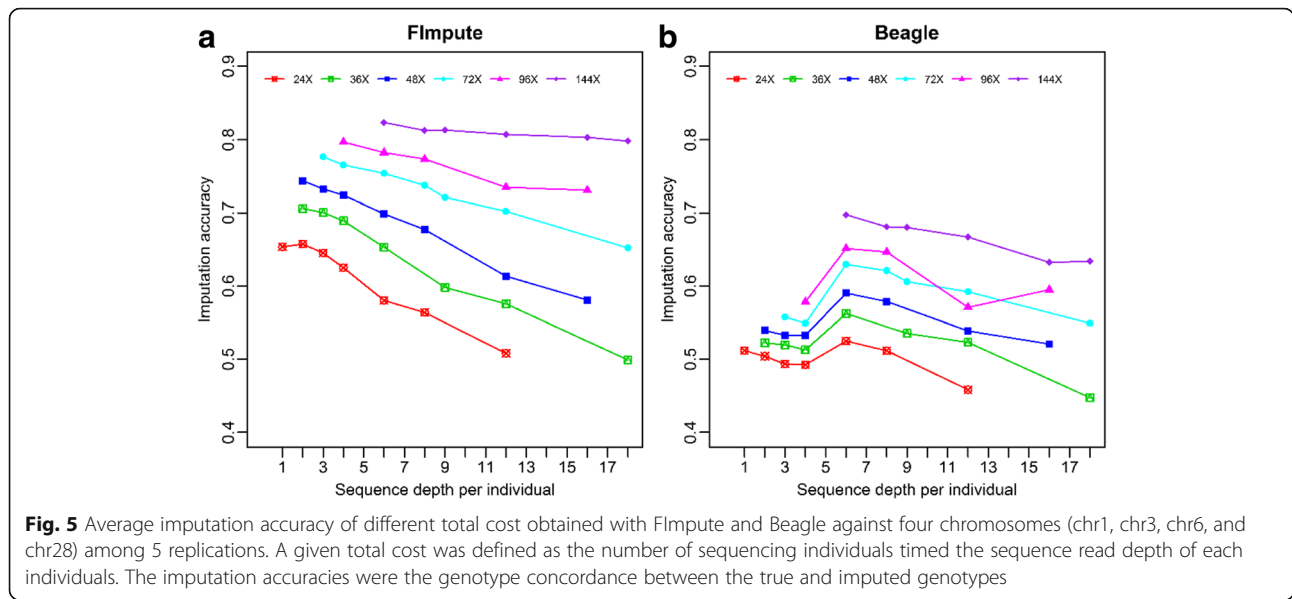 a
FImpute
24X 36X 48X 72X 96X 144X
Imputation accuracy
0.9
0.8
0.7
0.6
0.5
0.4
1 3 5 7 9 11 13 15 17
Sequence depth per individual
b
Beagle
24X 36X 48X 72X 96X 144X
Imputation accuracy
0.9
0.8
0.7
0.6
0.5
0.4
1 3 5 7 9 11 13 15 17
Sequence depth per individual
Fig. 5 Average imputation accuracy of different total cost obtained with FImpute and Beagle against four chromosomes (chr1, chr3, chr6, and
chr28) among 5 replications. A given total cost was defined as the number of sequencing individuals timed the sequence read depth of each
individuals. The imputation accuracies were the genotype concordance between the true and imputed genotypes